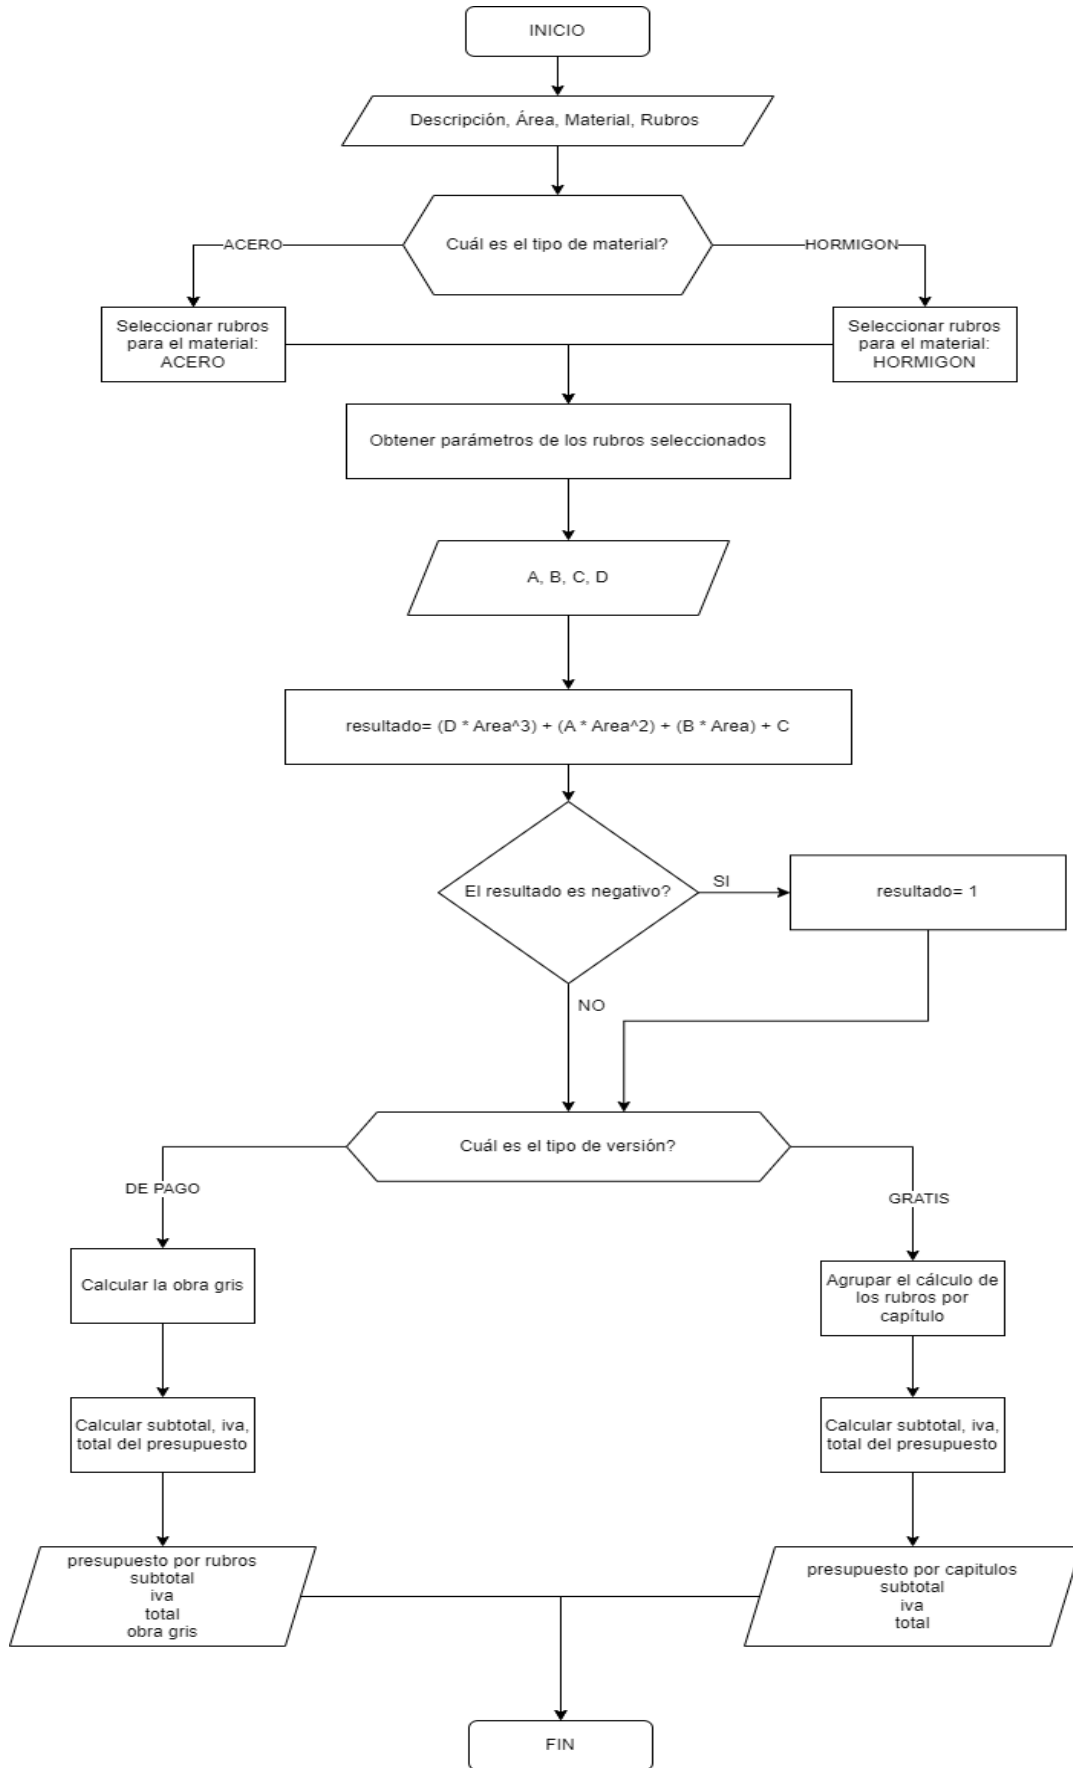 INICIO
Descripción, Área, Material, Rubros
Cuál es el tipo de material?
ACERO
HORMIGON
Seleccionar rubros
para el material:
ACERO
Seleccionar rubros
para el material:
HORMIGON
Obtener parámetros de los rubros seleccionados
A, B, C, D
resultado= (D * Area^3) + (A * Area^2) + (B * Area) + C
El resultado es negativo?
SI
resultado= 1
NO
Cuál es el tipo de versión?
DE PAGO
GRATIS
Calcular la obra gris
Agrupar el cálculo de
los rubros por
capítulo
Calcular subtotal, iva,
total del presupuesto
Calcular subtotal, iva,
total del presupuesto
presupuesto por rubros
subtotal
iva
total
obra gris
presupuesto por capitulos
subtotal
iva
total
FIN